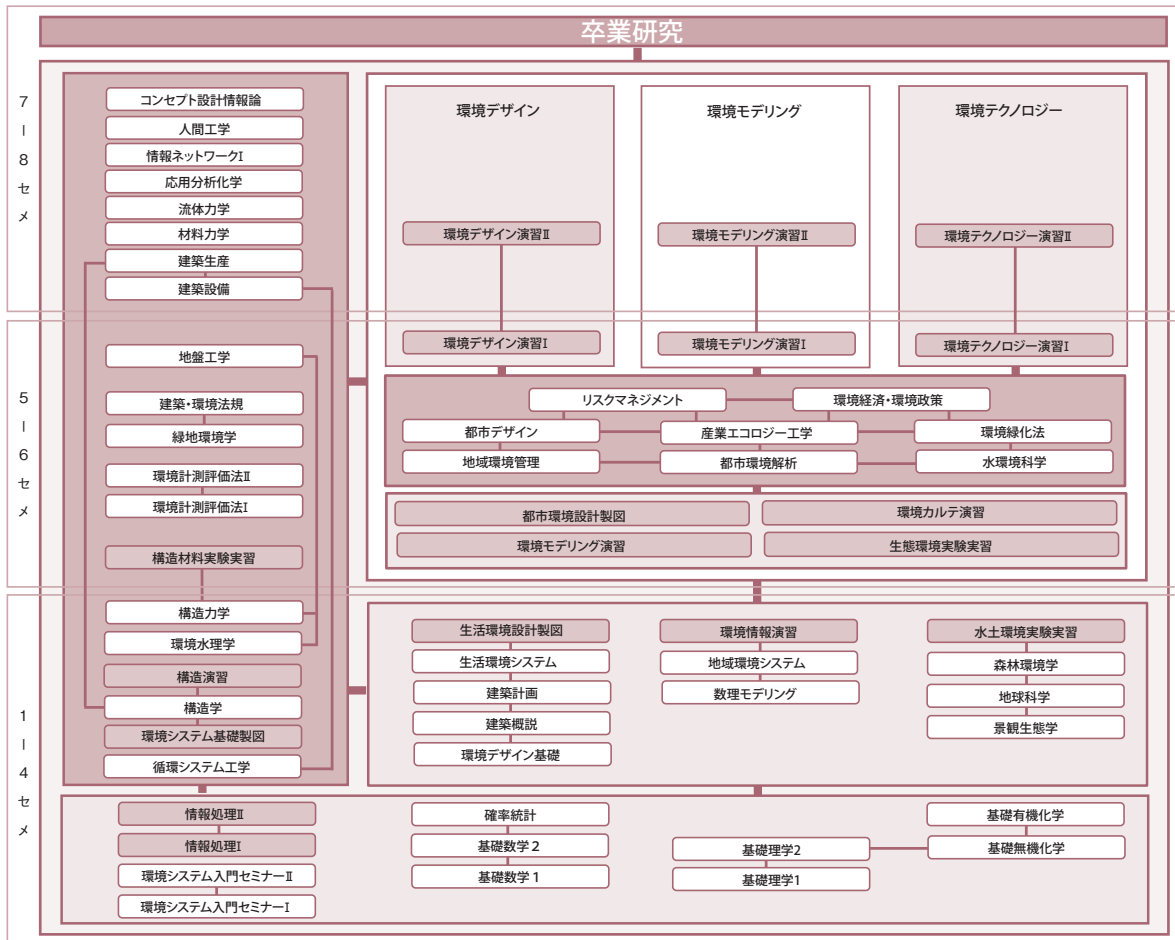 卒業研究
7
ー
8
セ
メ
コンセプト設計情報論
人間工学
情報ネットワークI
応用分析化学
流体力学
材料力学
建築生産
建築設備
環境デザイン
環境モデリング
環境テクノロジー
環境デザイン演習II
環境モデリング演習II
環境テクノロジー演習II
5
ー
6
セ
メ
地盤工学
建築・環境法規
緑地環境学
環境計測評価法II
環境計測評価法I
構造材料実験実習
環境デザイン演習I
環境モデリング演習I
環境テクノロジー演習I
リスクマネジメント
環境経済・環境政策
都市デザイン
産業エコロジー工学
環境緑化法
地域環境管理
都市環境解析
水環境科学
都市環境設計製図
環境カルテ演習
環境モデリング演習
生態環境実験実習
1
ー
4
セ
メ
構造力学
環境水理学
構造演習
構造学
環境システム基礎製図
循環システム工学
生活環境設計製図
生活環境システム
建築計画
建築概説
環境デザイン基礎
環境情報演習
地域環境システム
数理モデリング
水土環境実験実習
森林環境学
地球科学
景観生態学
情報処理II
情報処理I
環境システム入門セミナーII
環境システム入門セミナーI
確率統計
基礎数学2
基礎数学1
基礎理学2
基礎理学1
基礎有機化学
基礎無機化学